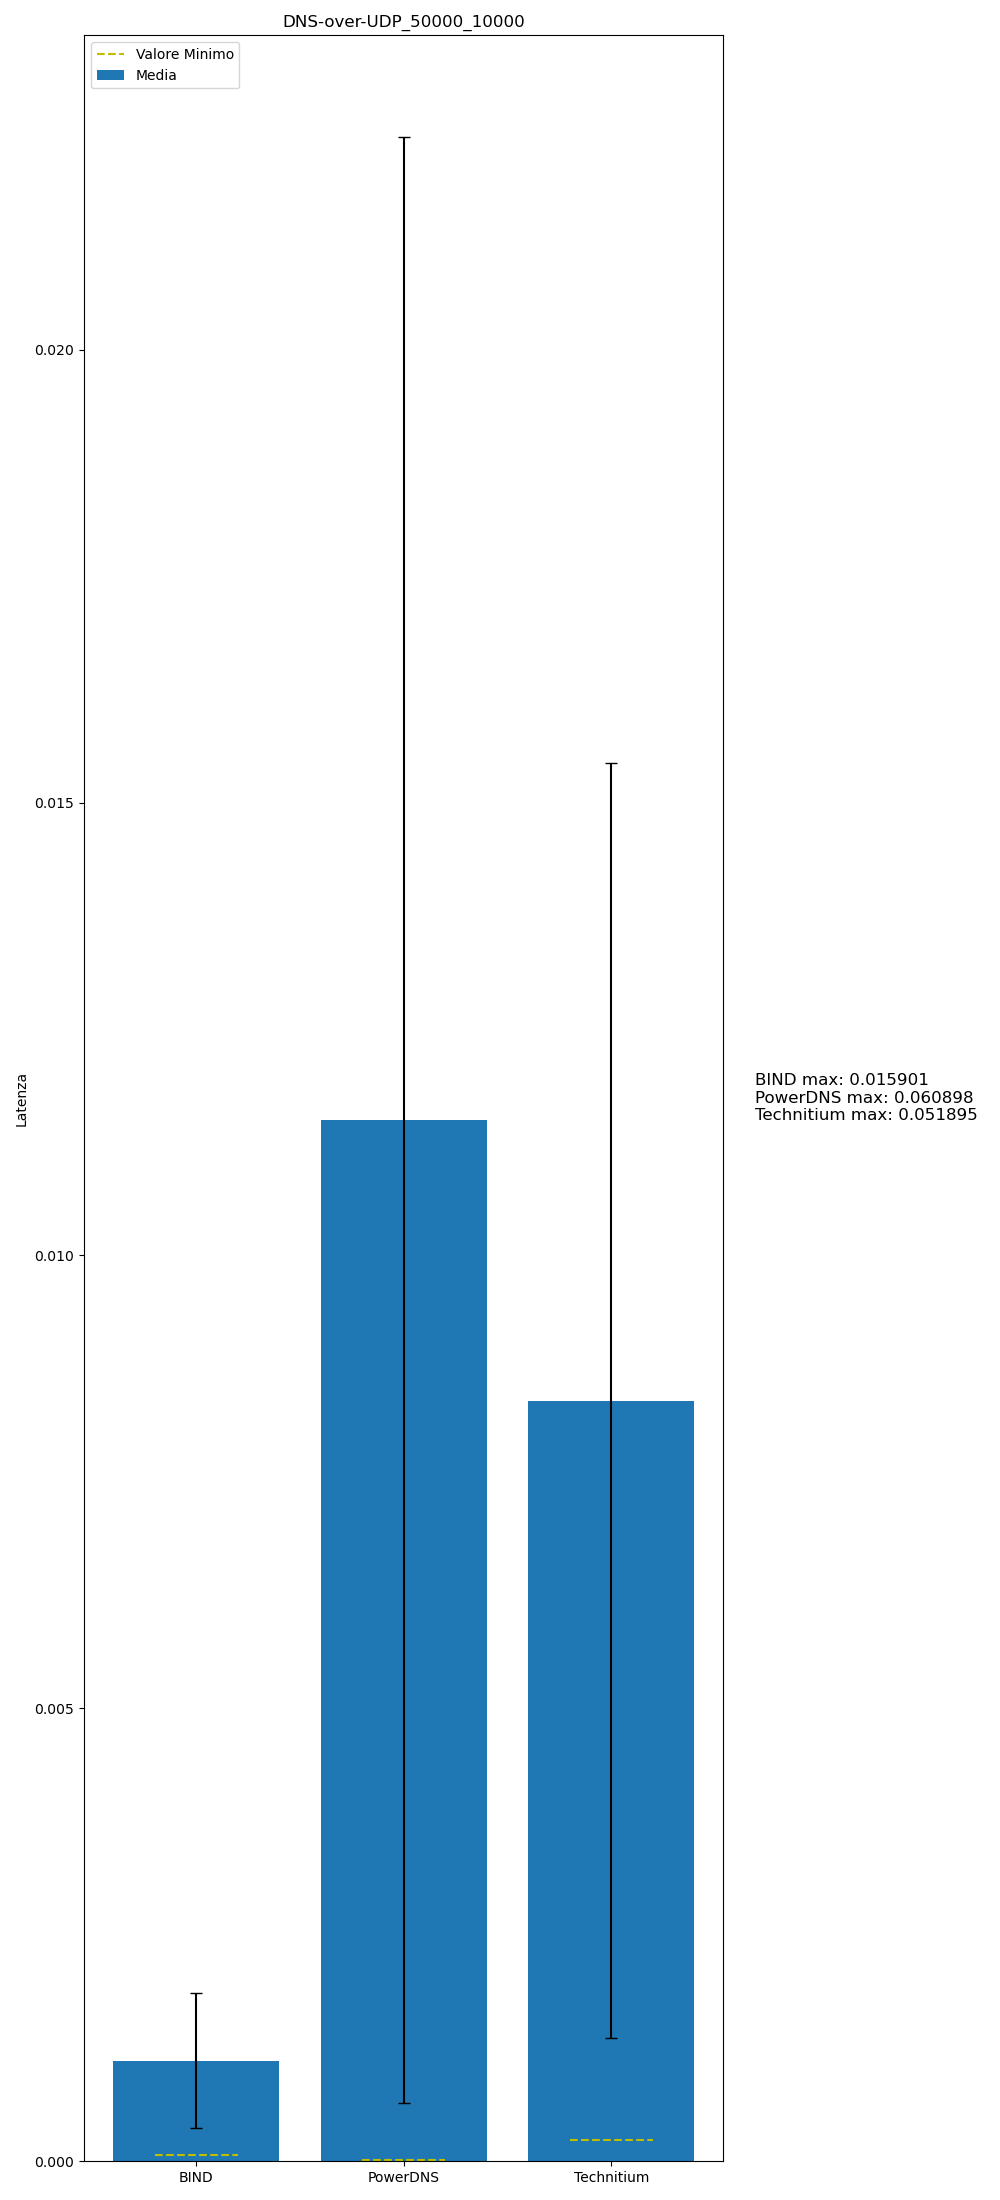 DNS-over-UDP_50000_10000
Valore Minimo
Media
0.020
0.015
0.010
0.005
0.000
Latenza
BIND max: 0.015901
PowerDNS max: 0.060898
Technitium max: 0.051895
BIND
PowerDNS
Technitium